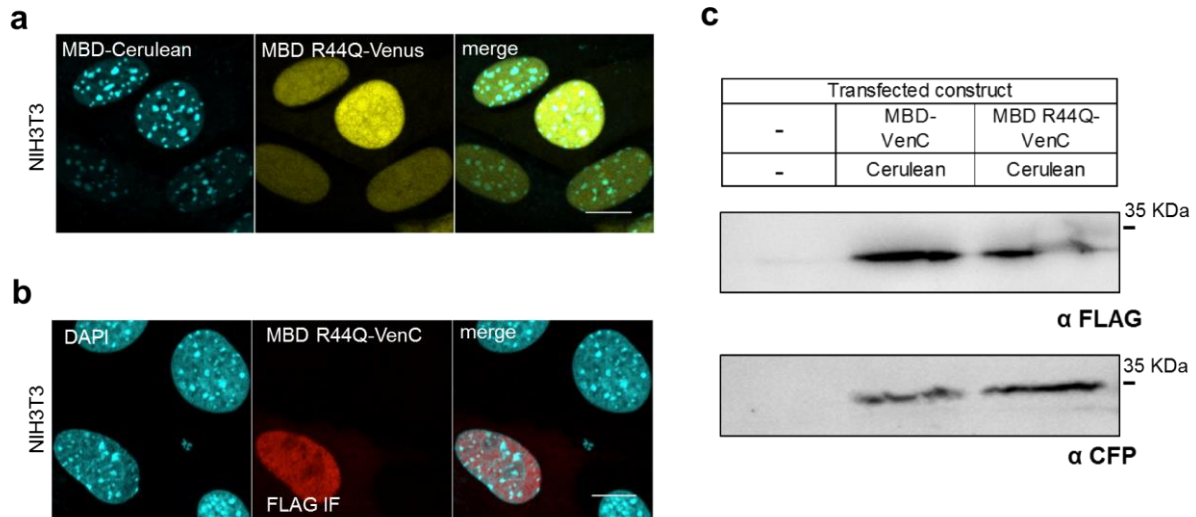 a
MBD-Cerulean
MBD R44Q-Venus
merge
NIH3T3
b
DAPI
MBD R44Q-VenC
merge
NIH3T3
FLAG IF
c
Transfected construct
-
MBD-
VenC
MBD R44Q-
VenC
-
Cerulean
Cerulean
35 KDa
α FLAG
35 KDa
α CFP